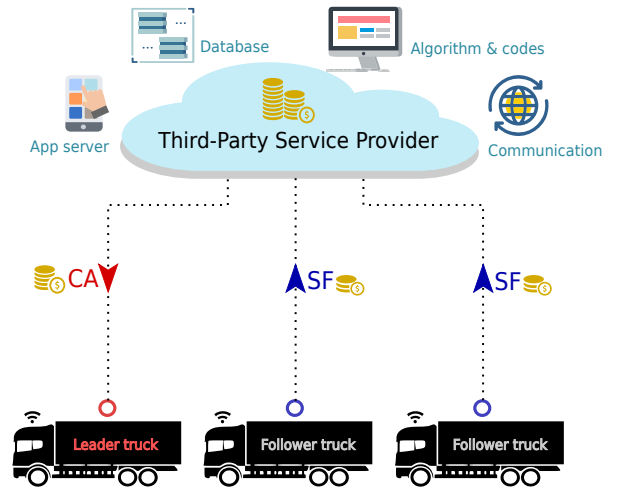 Database
Algorithm & codes
App server
Third-Party Service Provider
Communication
CA
SF
SF
Leader truck
Follower truck
Follower truck